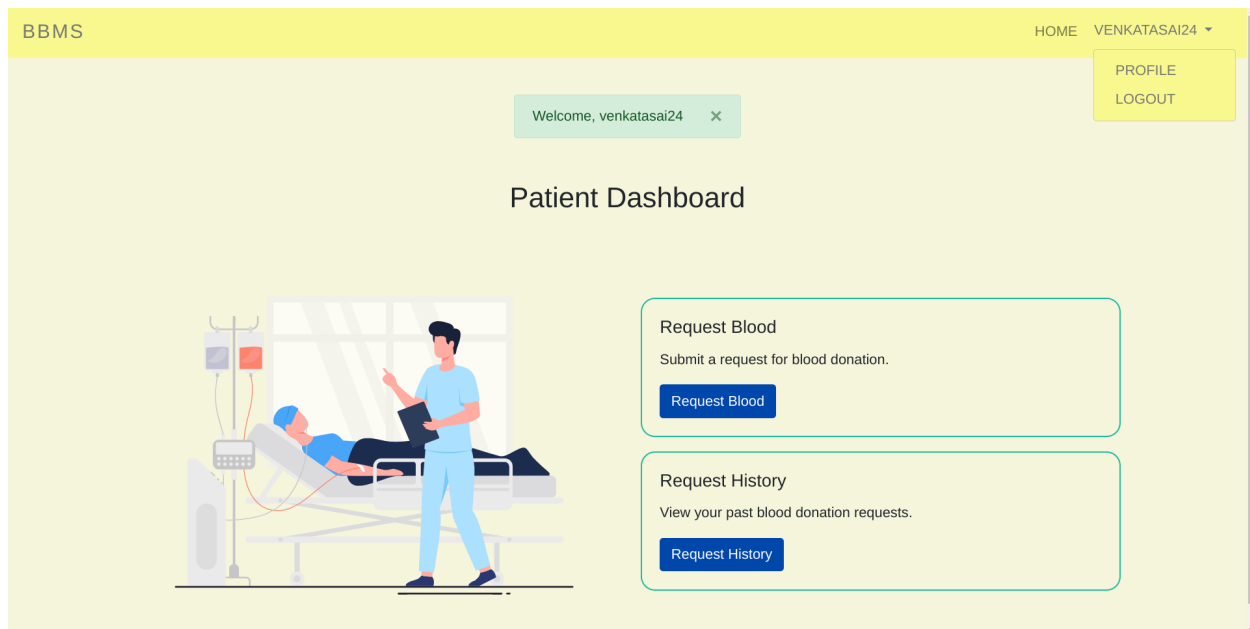 BBMS
HOME
VENKATASAI24
PROFILE
LOGOUT
Welcome, venkatasai24 ×
Patient Dashboard
Request Blood
Submit a request for blood donation.
Request Blood
Request History
View your past blood donation requests.
Request History